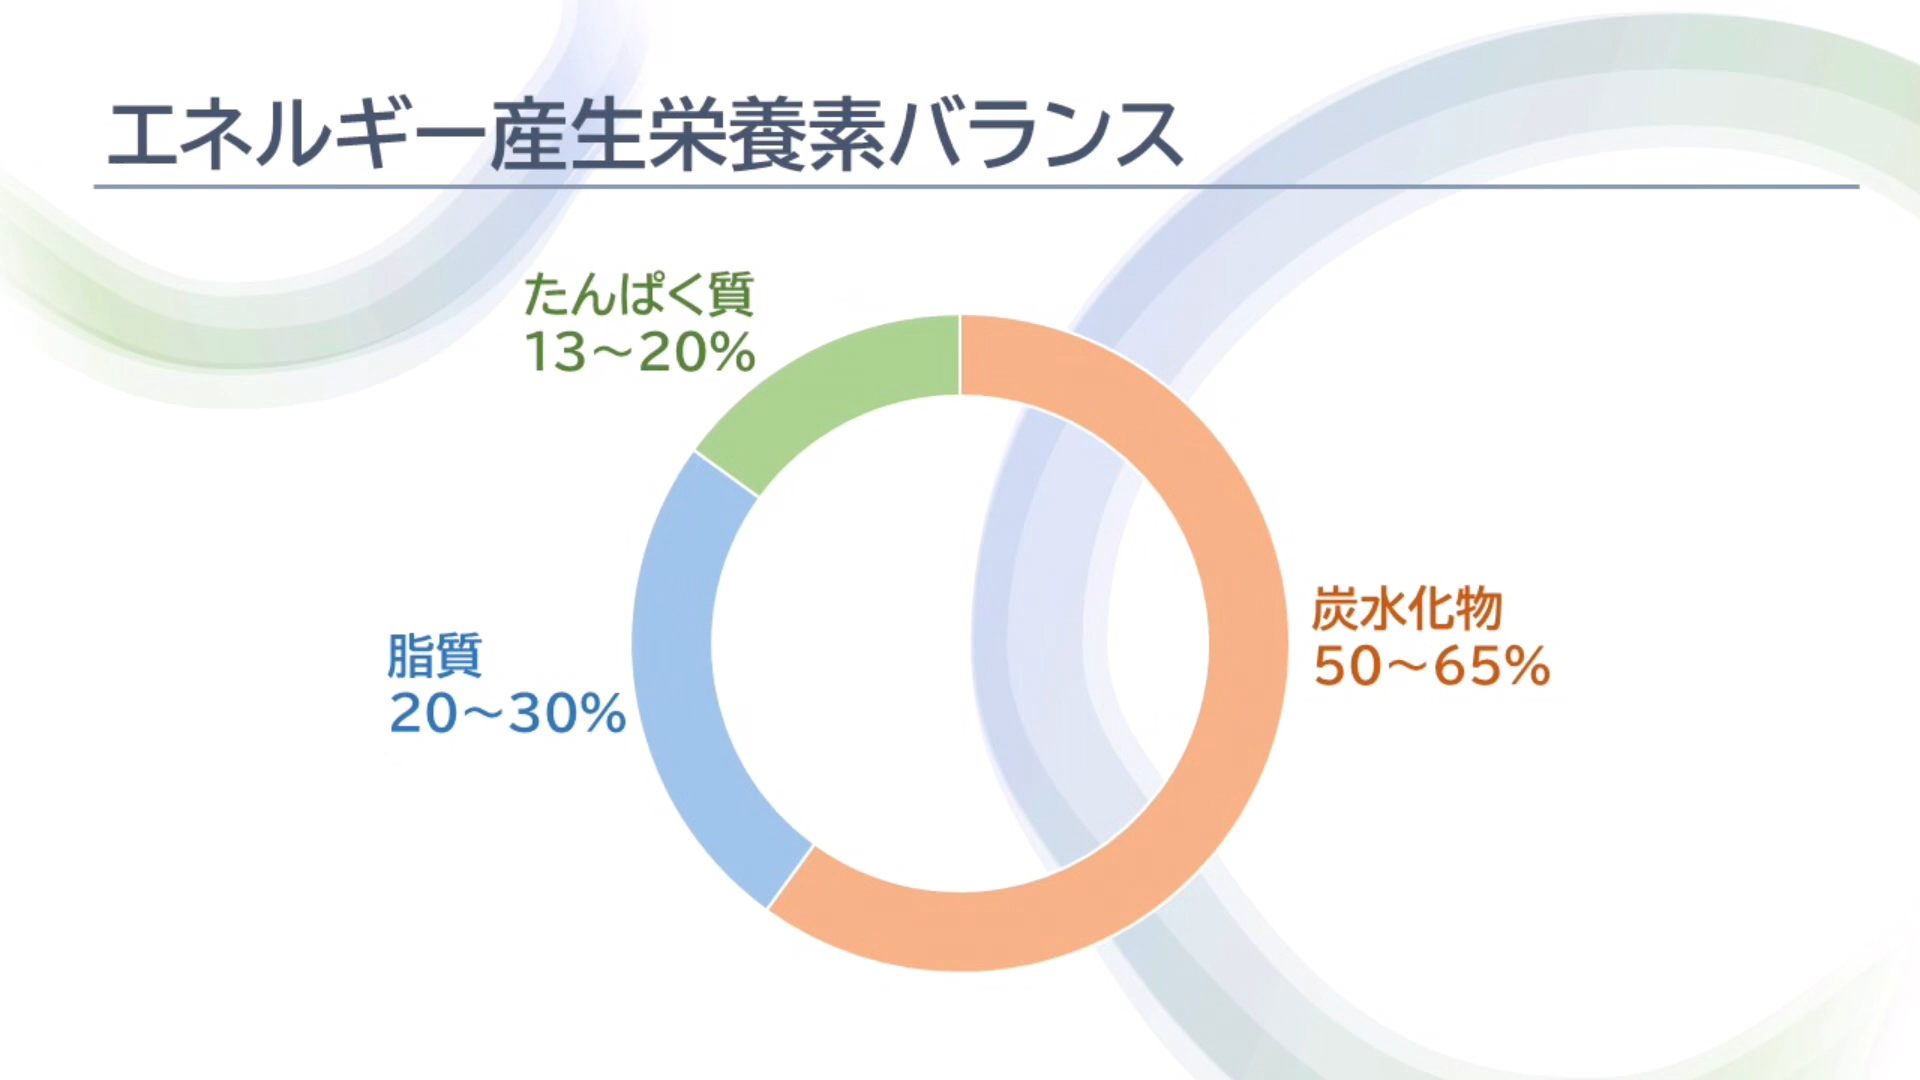 エネルギー産生栄養素バランス
たんぱく質
13～20%
脂質
20～30%
炭水化物
50～65%